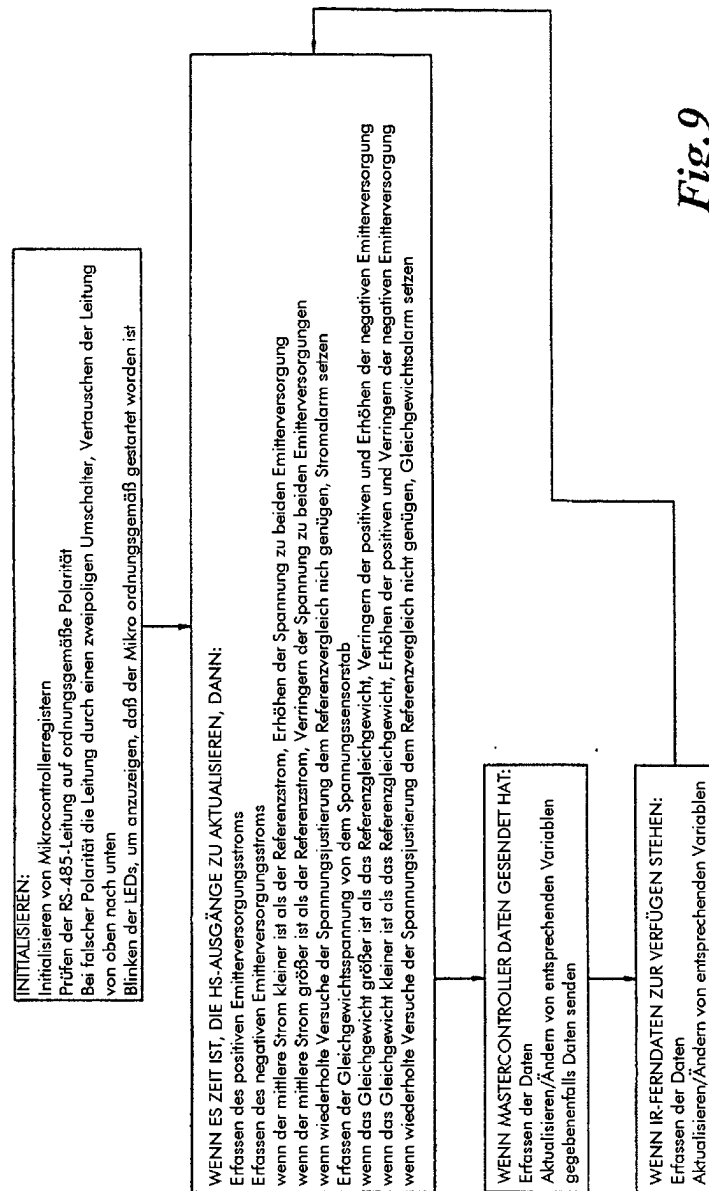 INITIALISIEREN:
Initialisieren von Mikrocontrollerregistern
Prüfen der RS-485-Leitung auf ordnungsgemäße Polarität
Bei falscher Polarität die Leitung durch einen zweipoligen Umschalter, Vertauschen der Leitung
von oben nach unten
Blinken der LEDs, um anzuzeigen, daß der Mikro ordnungsgemäß gestartet worden ist
WENN ES ZEIT IST, DIE HS-AUSGÄNGE ZU AKTUALISIEREN, DANN:
Erfassen des positiven Emitterversorgungsstroms
Erfassen des negativen Emitterversorgungsstroms
wenn der mittlere Strom kleiner ist als der Referenzstrom, Erhöhen der Spannung zu beiden Emitterversorgung
wenn der mittlere Strom größer ist als der Referenzstrom, Verringern der Spannung zu beiden Emitterversorgungen
wenn wiederholte Versuche der Spannungsjustierung dem Referenzvergleich nich genügen, Stromalarm setzen
Erfassen der Gleichgewichtsspannung von dem Spannungssensorstab
wenn das Gleichgewicht größer ist als das Referenzgleichgewicht, Verringern der positiven und Erhöhen der negativen Emitterversorgung
wenn das Gleichgewicht kleiner ist als das Referenzgleichgewicht, Erhöhen der positiven und Verringern der negativen Emitterversorgung
wenn wiederholte Versuche der Spannungsjustierung dem Referenzvergleich nicht genügen, Gleichgewichtsalarm setzen
WENN MASTERCONTROLLER DATEN GESENDET HAT:
Erfassen der Daten
Aktualisieren/Ändern von entsprechenden Variablen
gegebenenfalls Daten senden
WENN IR-FERNDATEN ZUR VERFÜGEN STEHEN:
Erfassen der Daten
Aktualisieren/Ändern von entsprechenden Variablen
Fig.9